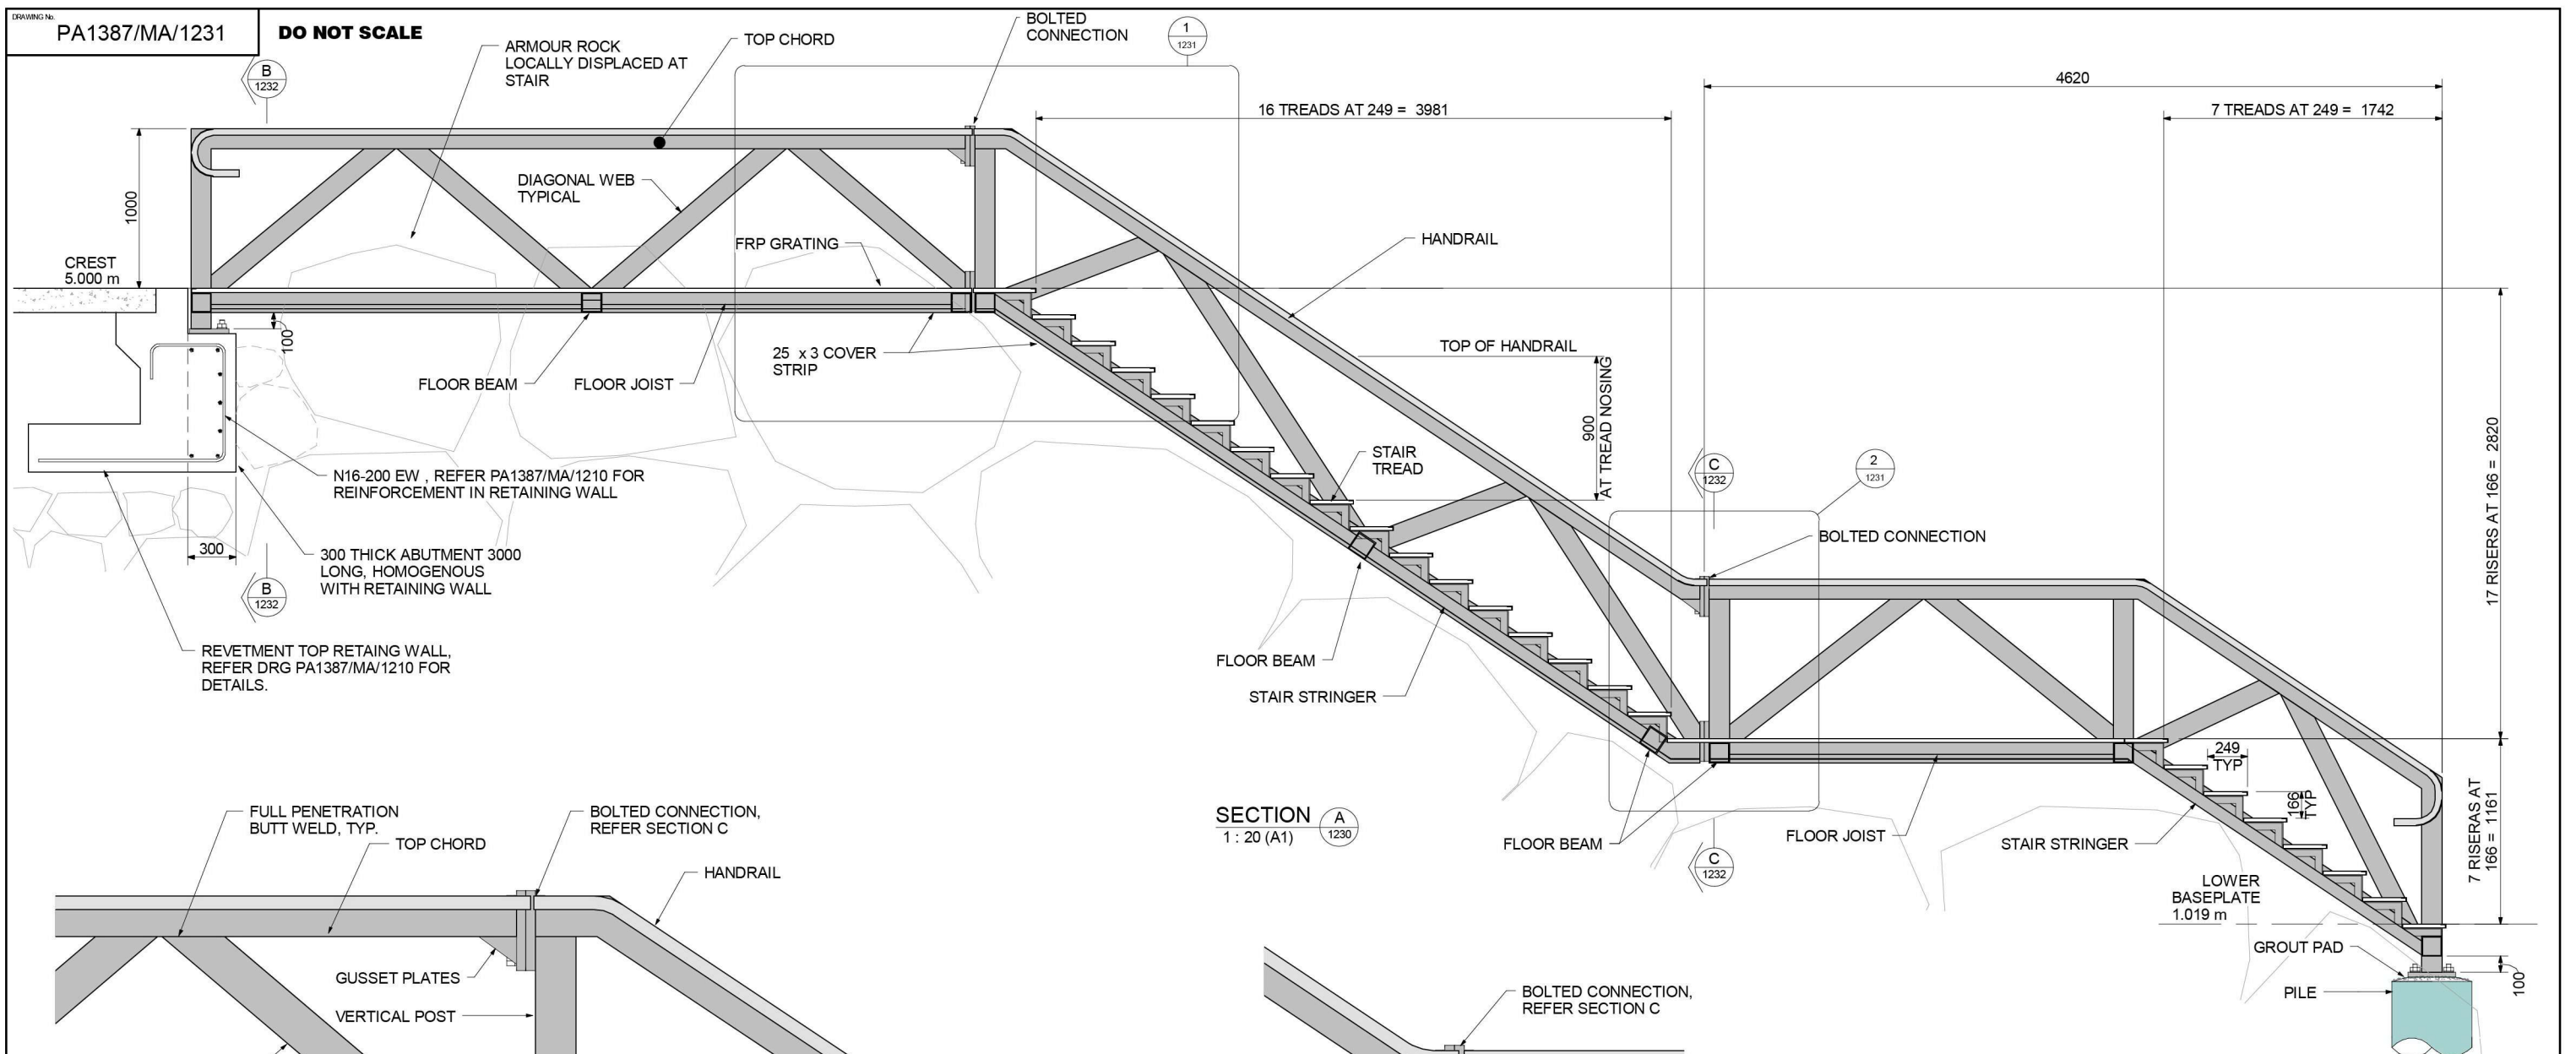 DRAWING No.
PA1387/MA/1231
DO NOT SCALE
B
1232
ARMOUR ROCK
LOCALLY DISPLACED AT
STAIR
TOP CHORD
BOLTED
CONNECTION
1
1231
4620
16 TREADS AT 249 = 3981
7 TREADS AT 249 = 1742
1000
DIAGONAL WEB
TYPICAL
FRP GRATING
HANDRAIL
CREST
5.000 m
100
25 x 3 COVER
STRIP
FLOOR BEAM
FLOOR JOIST
TOP OF HANDRAIL
900
AT TREAD NOSING
STAIR
TREAD
17 RISERS AT 166 = 2820
N16-200 EW , REFER PA1387/MA/1210 FOR
REINFORCEMENT IN RETAINING WALL
C
1232
2
1231
BOLTED CONNECTION
300
300 THICK ABUTMENT 3000
LONG, HOMOGENOUS
WITH RETAINING WALL
B
1232
REVETMENT TOP RETAING WALL,
REFER DRG PA1387/MA/1210 FOR
DETAILS.
FLOOR BEAM
STAIR STRINGER
249
TYP
166
TYP
SECTION
1 : 20 (A1)
A
1230
FLOOR BEAM
FLOOR JOIST
STAIR STRINGER
C
1232
7 RISERAS AT
166 = 1161
LOWER
BASEPLATE
1.019 m
GROUT PAD
PILE
100
FULL PENETRATION
BUTT WELD, TYP.
TOP CHORD
BOLTED CONNECTION,
REFER SECTION C
HANDRAIL
GUSSET PLATES
VERTICAL POST
BOLTED CONNECTION,
REFER SECTION C